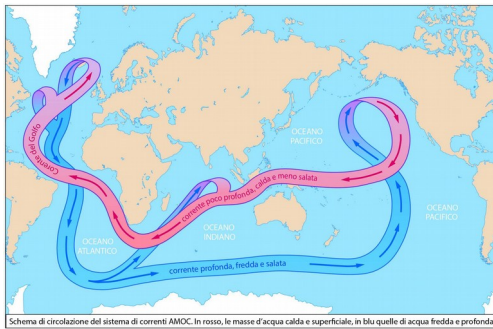 OCEANO
PACIFICO
Corente del Golfo
corrente poco profonda, calda e meno salata
OCEANO
PACIFICO
OCEANO
INDIANO
OCEANO
ATLANTICO
corrente profonda, fredda e salata
Schema di circolazione del sistema di correnti AMOC. In rosso, le masse d'acqua calda e superficiale, in blu quelle di acqua fredda e profonda